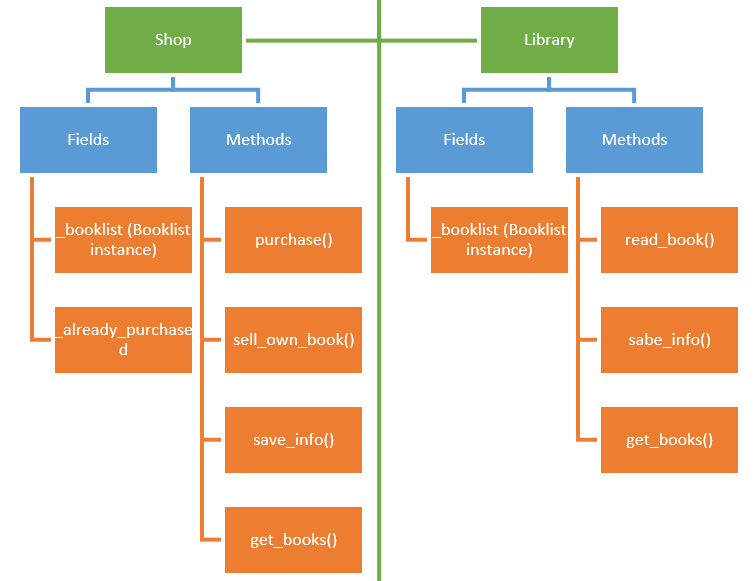 Shop
Library
Fields
Methods
Fields
Methods
_booklist (Booklist
instance)
purchase()
_booklist (Booklist
instance)
read_book()
_already_purchase
d
sell_own_book()
sabe_info()
save_info()
get_books()
get_books()